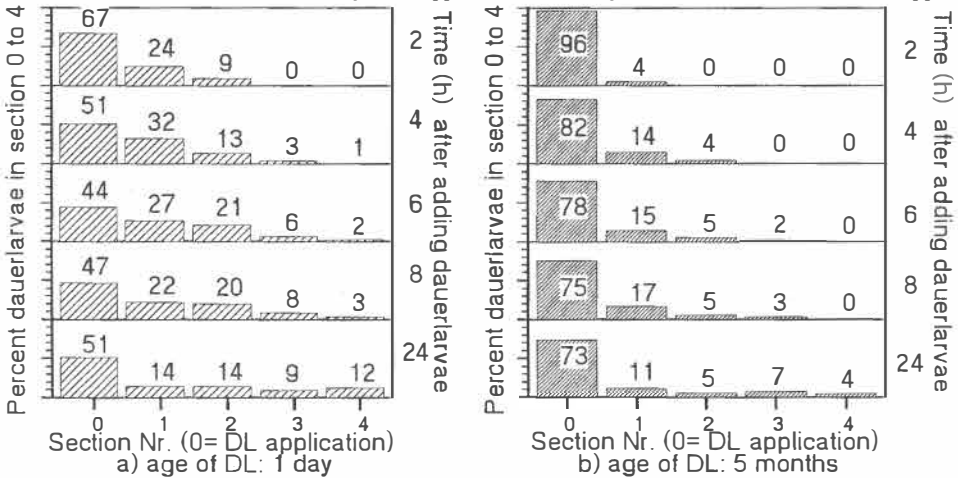 Percent dauerlarvae in section 0 to 4
67 24 9 0 0
51 32 13 3 1
44 27 21 6 2
47 22 20 8 3
51 14 14 9 12
0 1 2 3 4
Section Nr. (0= DL application)
a) age of DL: 1 day
2
4
6
8
24
Time (h) after adding dauerlarvae
Percent dauerlarvae in section 0 to 4
96 4 0 0 0
82 14 4 0 0
78 15 5 2 0
75 17 5 3 0
73 11 5 7 4
0 1 2 3 4
Section Nr. (0= DL application)
b) age of DL: 5 months
2
4
6
8
24
Time (h) after adding dauerlarvae